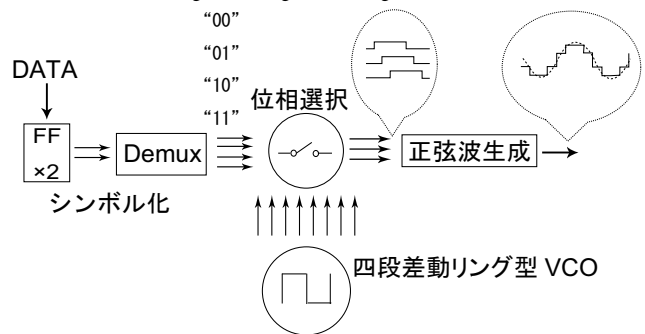 "00"
"01"
"10"
"11"
DATA
FF
×2
Demux
シンボル化
位相選択
正弦波生成
四段差動リング型 VCO